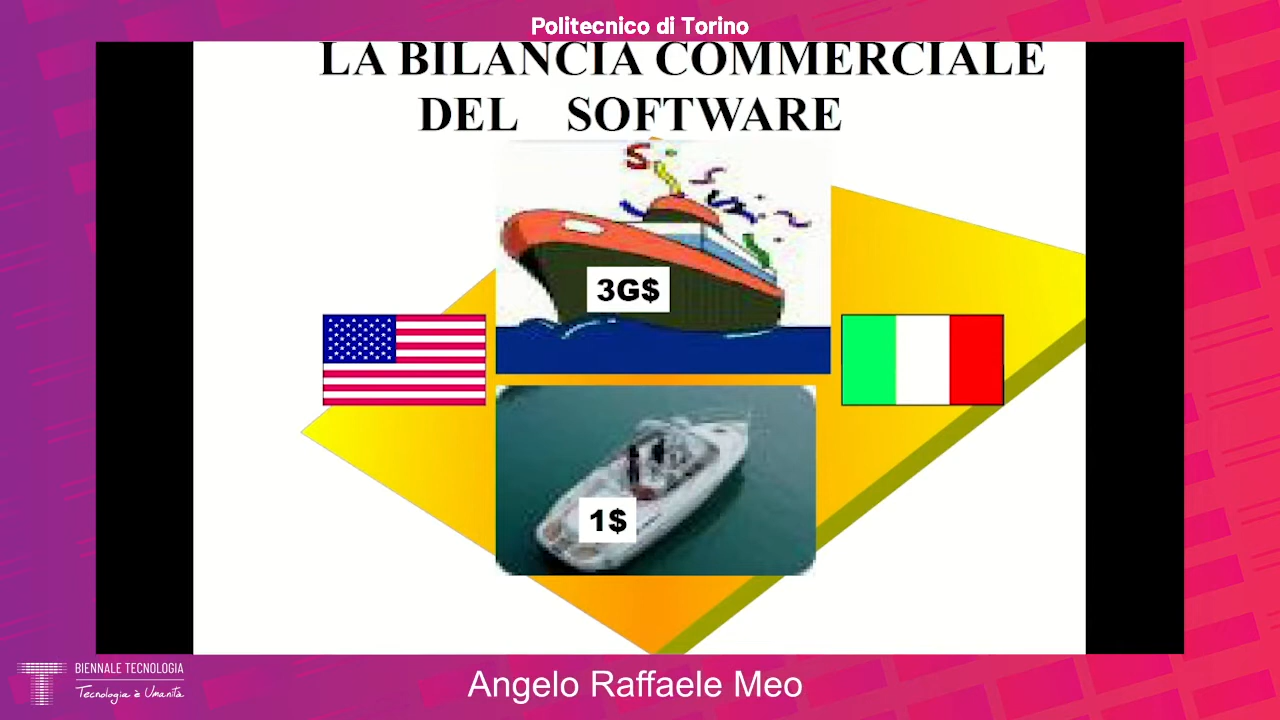 Politecnico di Torino
LA BILANCIA COMMERCIALE
DEL SOFTWARE
3G$
1$
BIENNALE TECNOLOGIA
Tecnologia è Umanità
Angelo Raffaele Meo